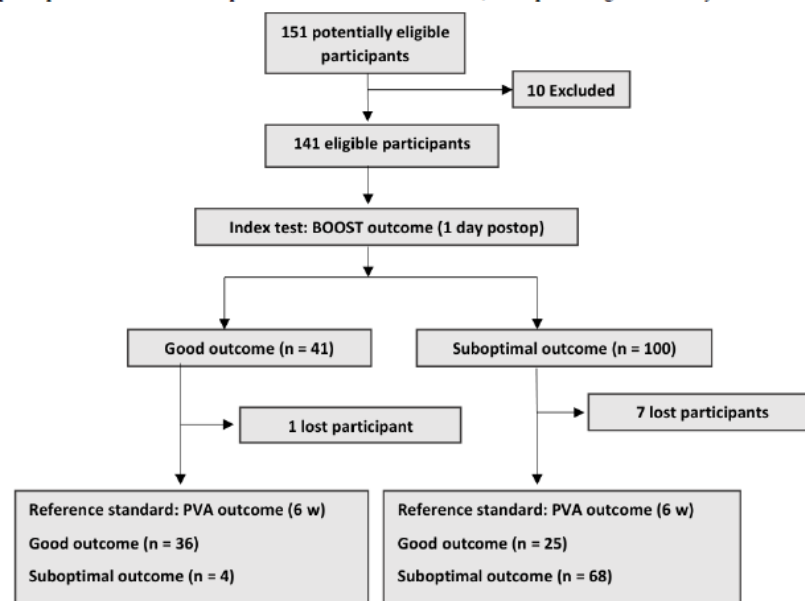 151 potentially eligible
participants
10 Excluded
141 eligible participants
Index test: BOOST outcome (1 day postop)
Good outcome (n = 41)
Suboptimal outcome (n = 100)
1 lost participant
7 lost participants
Reference standard: PVA outcome (6 w)
Good outcome (n = 36)
Suboptimal outcome (n = 4)
Reference standard: PVA outcome (6 w)
Good outcome (n = 25)
Suboptimal outcome (n = 68)